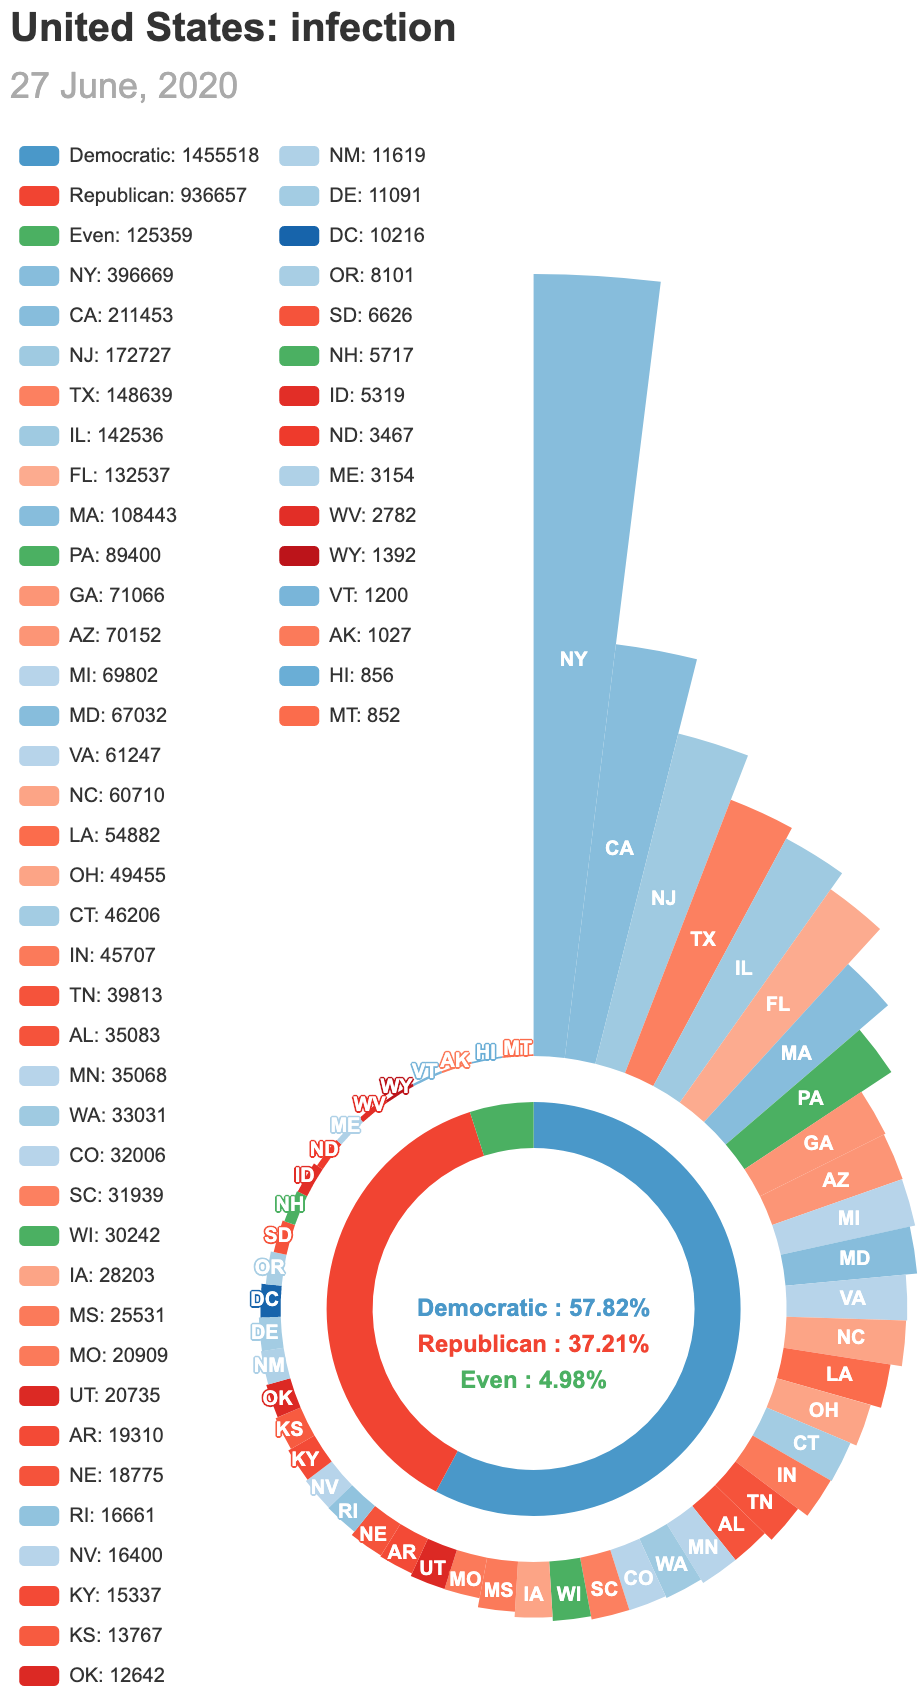 United States: infection
27 June, 2020
Democratic: 1455518
Republican: 936657
Even: 125359
NY: 396669
CA: 211453
NJ: 172727
TX: 148639
IL: 142536
FL: 132537
MA: 108443
PA: 89400
GA: 71066
AZ: 70152
MI: 69802
MD: 67032
VA: 61247
NC: 60710
LA: 54882
OH: 49455
CT: 46206
IN: 45707
TN: 39813
AL: 35083
MN: 35068
WA: 33031
CO: 32006
SC: 31939
WI: 30242
IA: 28203
MS: 25531
MO: 20909
UT: 20735
AR: 19310
NE: 18775
RI: 16661
NV: 16400
KY: 15337
KS: 13767
OK: 12642
NM: 11619
DE: 11091
DC: 10216
OR: 8101
SD: 6626
NH: 5717
ID: 5319
ND: 3467
ME: 3154
WV: 2782
WY: 1392
VT: 1200
AK: 1027
HI: 856
MT: 852
NY
CA
NJ
TX
IL
FL
MA
PA
GA
AZ
MI
MD
VA
NC
LA
OH
CT
IN
TN
AL
MN
WA
CO
SC
WI
IA
MS
MO
UT
AR
NE
RI
NV
KY
KS
OK
NM
DE
DC
OR
SD
NH
ID
ND
ME
WV
WY
VT
AK
HI
MT
Democratic : 57.82%
Republican : 37.21%
Even : 4.98%